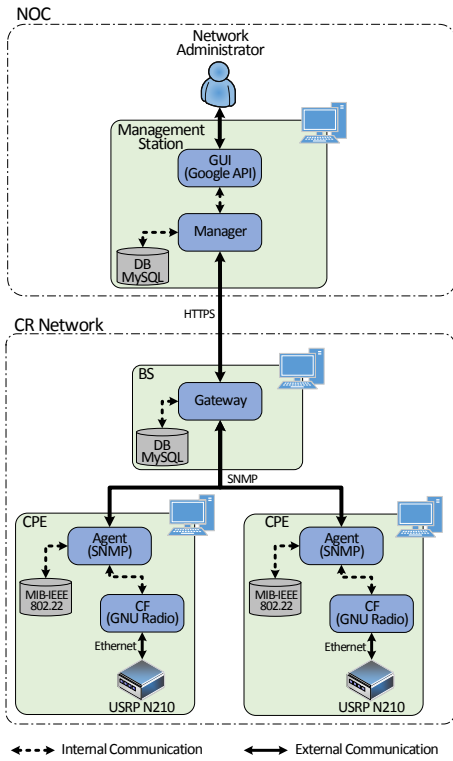 NOC
Network
Administrator
Management
Station
GUI
(Google API)
Manager
DB
MySQL
HTTPS
CR Network
BS
Gateway
DB
MySQL
SNMP
CPE
Agent
(SNMP)
MIB-IEEE
802.22
CF
(GNU Radio)
Ethernet
USRP N210
CPE
Agent
(SNMP)
MIB-IEEE
802.22
CF
(GNU Radio)
Ethernet
USRP N210
Internal Communication
External Communication